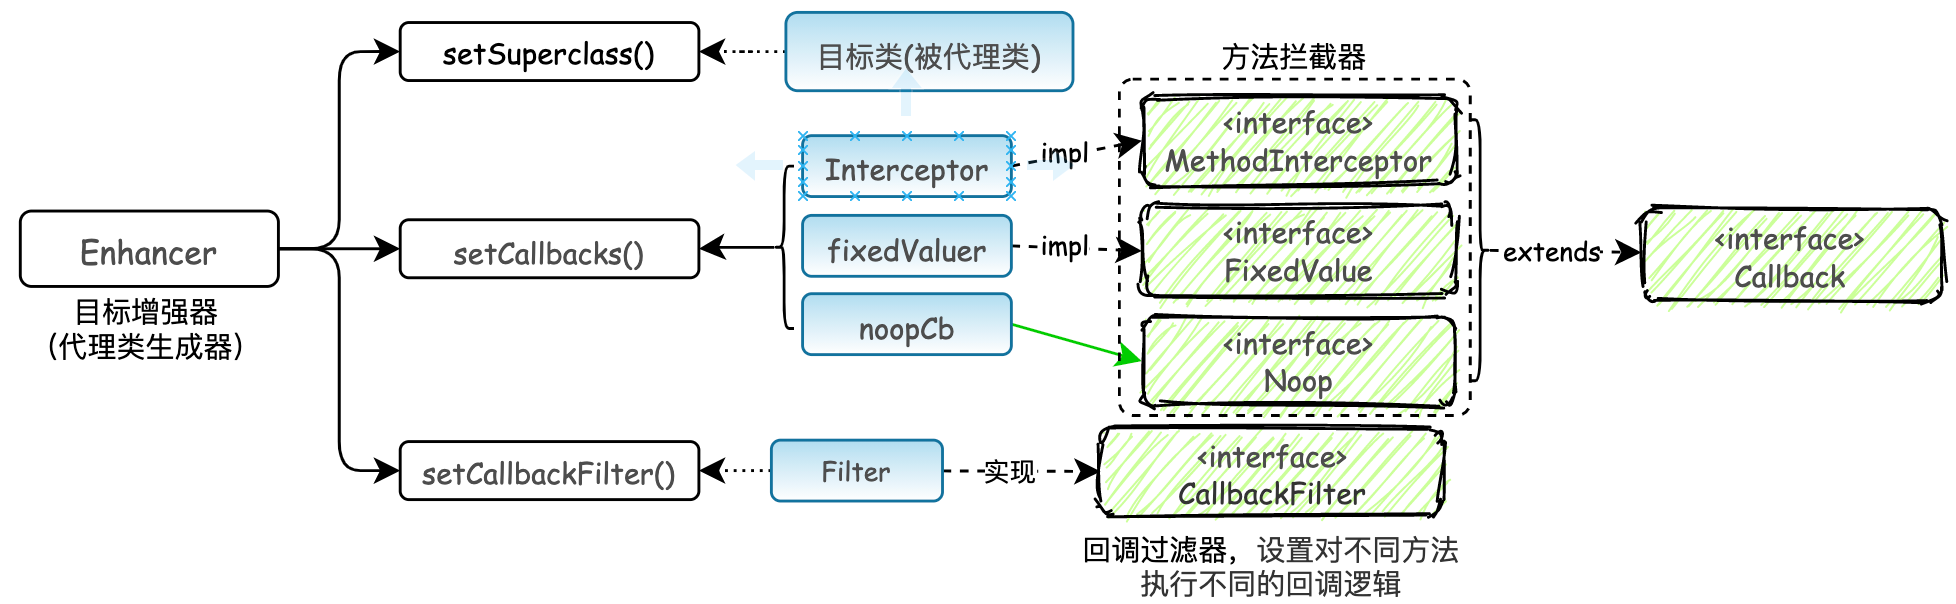 setSuperclass()
目标类(被代理类)
方法拦截器
<interface>
MethodInterceptor
Interceptor
impl
Enhancer
目标增强器
(代理类生成器)
setCallbacks()
fixedValuer
impl
<interface>
FixedValue
extends
<interface>
Callback
noopCb
<interface>
Noop
setCallbackFilter()
Filter
实现
<interface>
CallbackFilter
回调过滤器，设置对不同方法
执行不同的回调逻辑